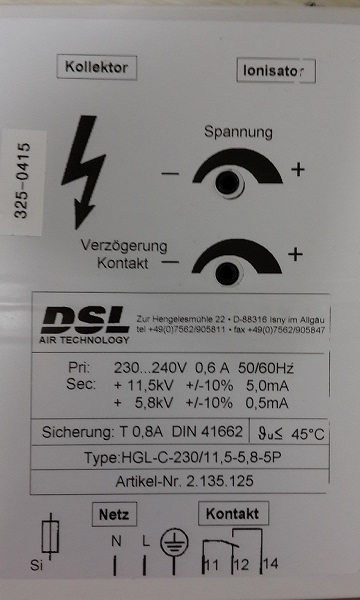 Kollektor
Ionisator
Spannung
− +
325-0415
Verzögerung
Kontakt
− +
DSL
AIR TECHNOLOGY
Zur Hengelesmühle 22 • D-88316 Isny im Allgäu
tel +49(0)7562/905811 • fax +49(0)7562/905847
Pri: 230...240V 0,6 A 50/60Hz
Sec: + 11,5kV +/-10% 5,0mA
+ 5,8kV +/-10% 0,5mA
Sicherung: T 0,8A DIN 41662 ϑu≤ 45°C
Type:HGL-C-230/11,5-5,8-5P
Artikel-Nr. 2.135.125
Netz
Kontakt
N L
Si
11 12 14